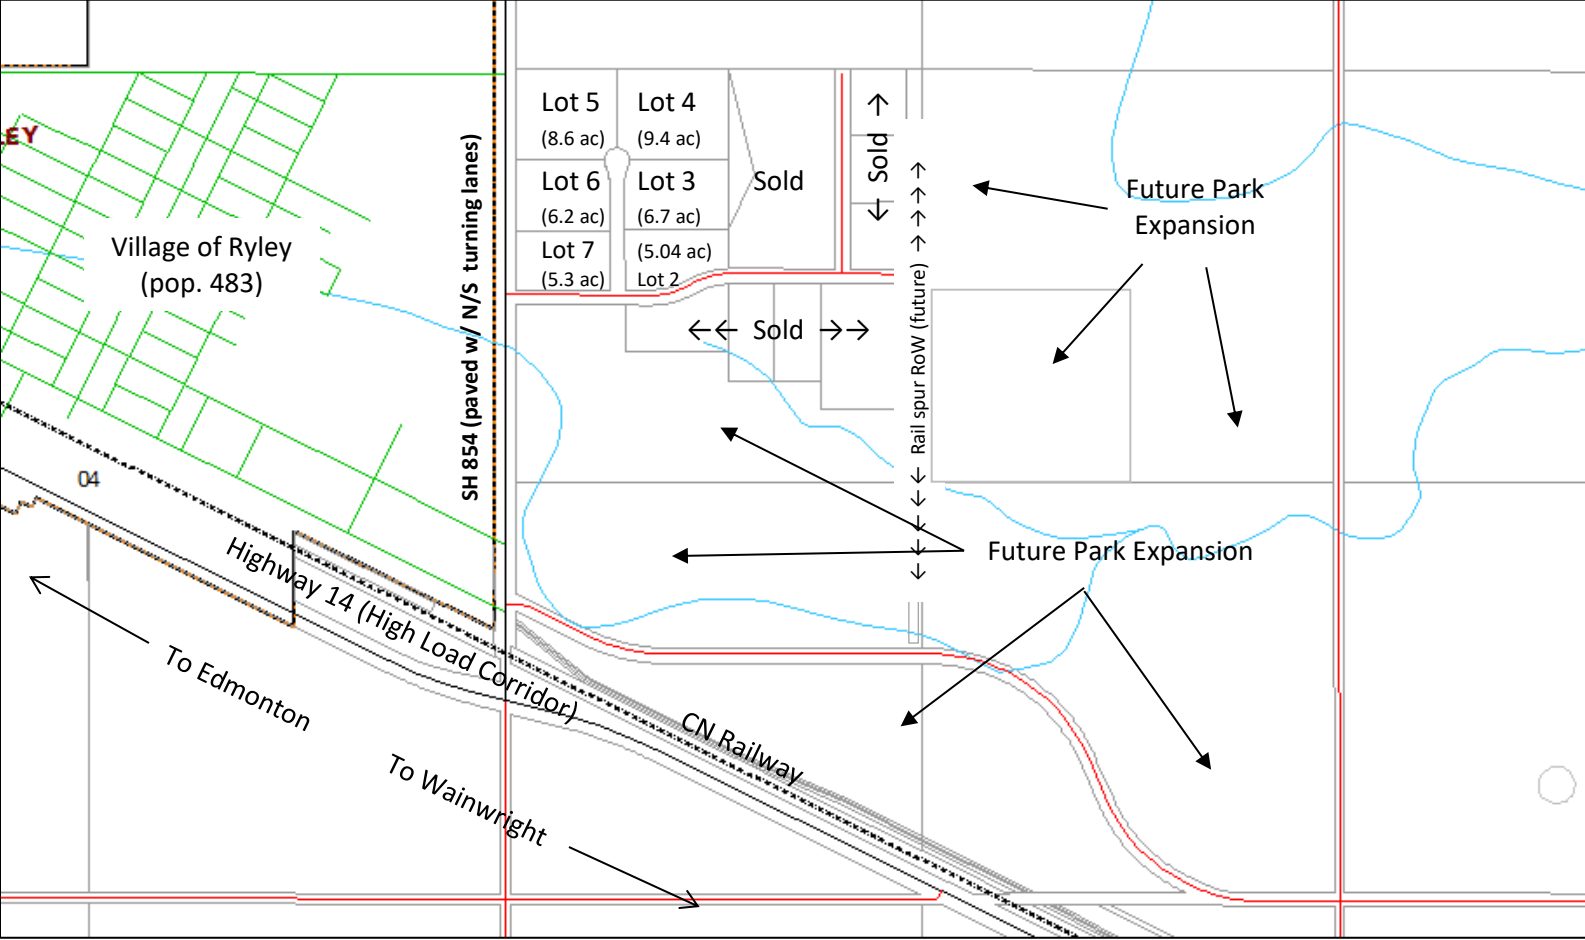 Lot 5
(8.6 ac)
Lot 4
(9.4 ac)
Lot 6
(6.2 ac)
Lot 3
(6.7 ac)
Lot 7
(5.3 ac)
(5.04 ac)
Lot 2
Sold
Sold
Sold
LEY
Village of Ryley
(pop. 483)
SH 854 (paved w/ N/S turning lanes)
Rail spur RoW (future)
Future Park
Expansion
Future Park Expansion
04
Highway 14 (High Load Corridor)
CN Railway
To Edmonton
To Wainwright